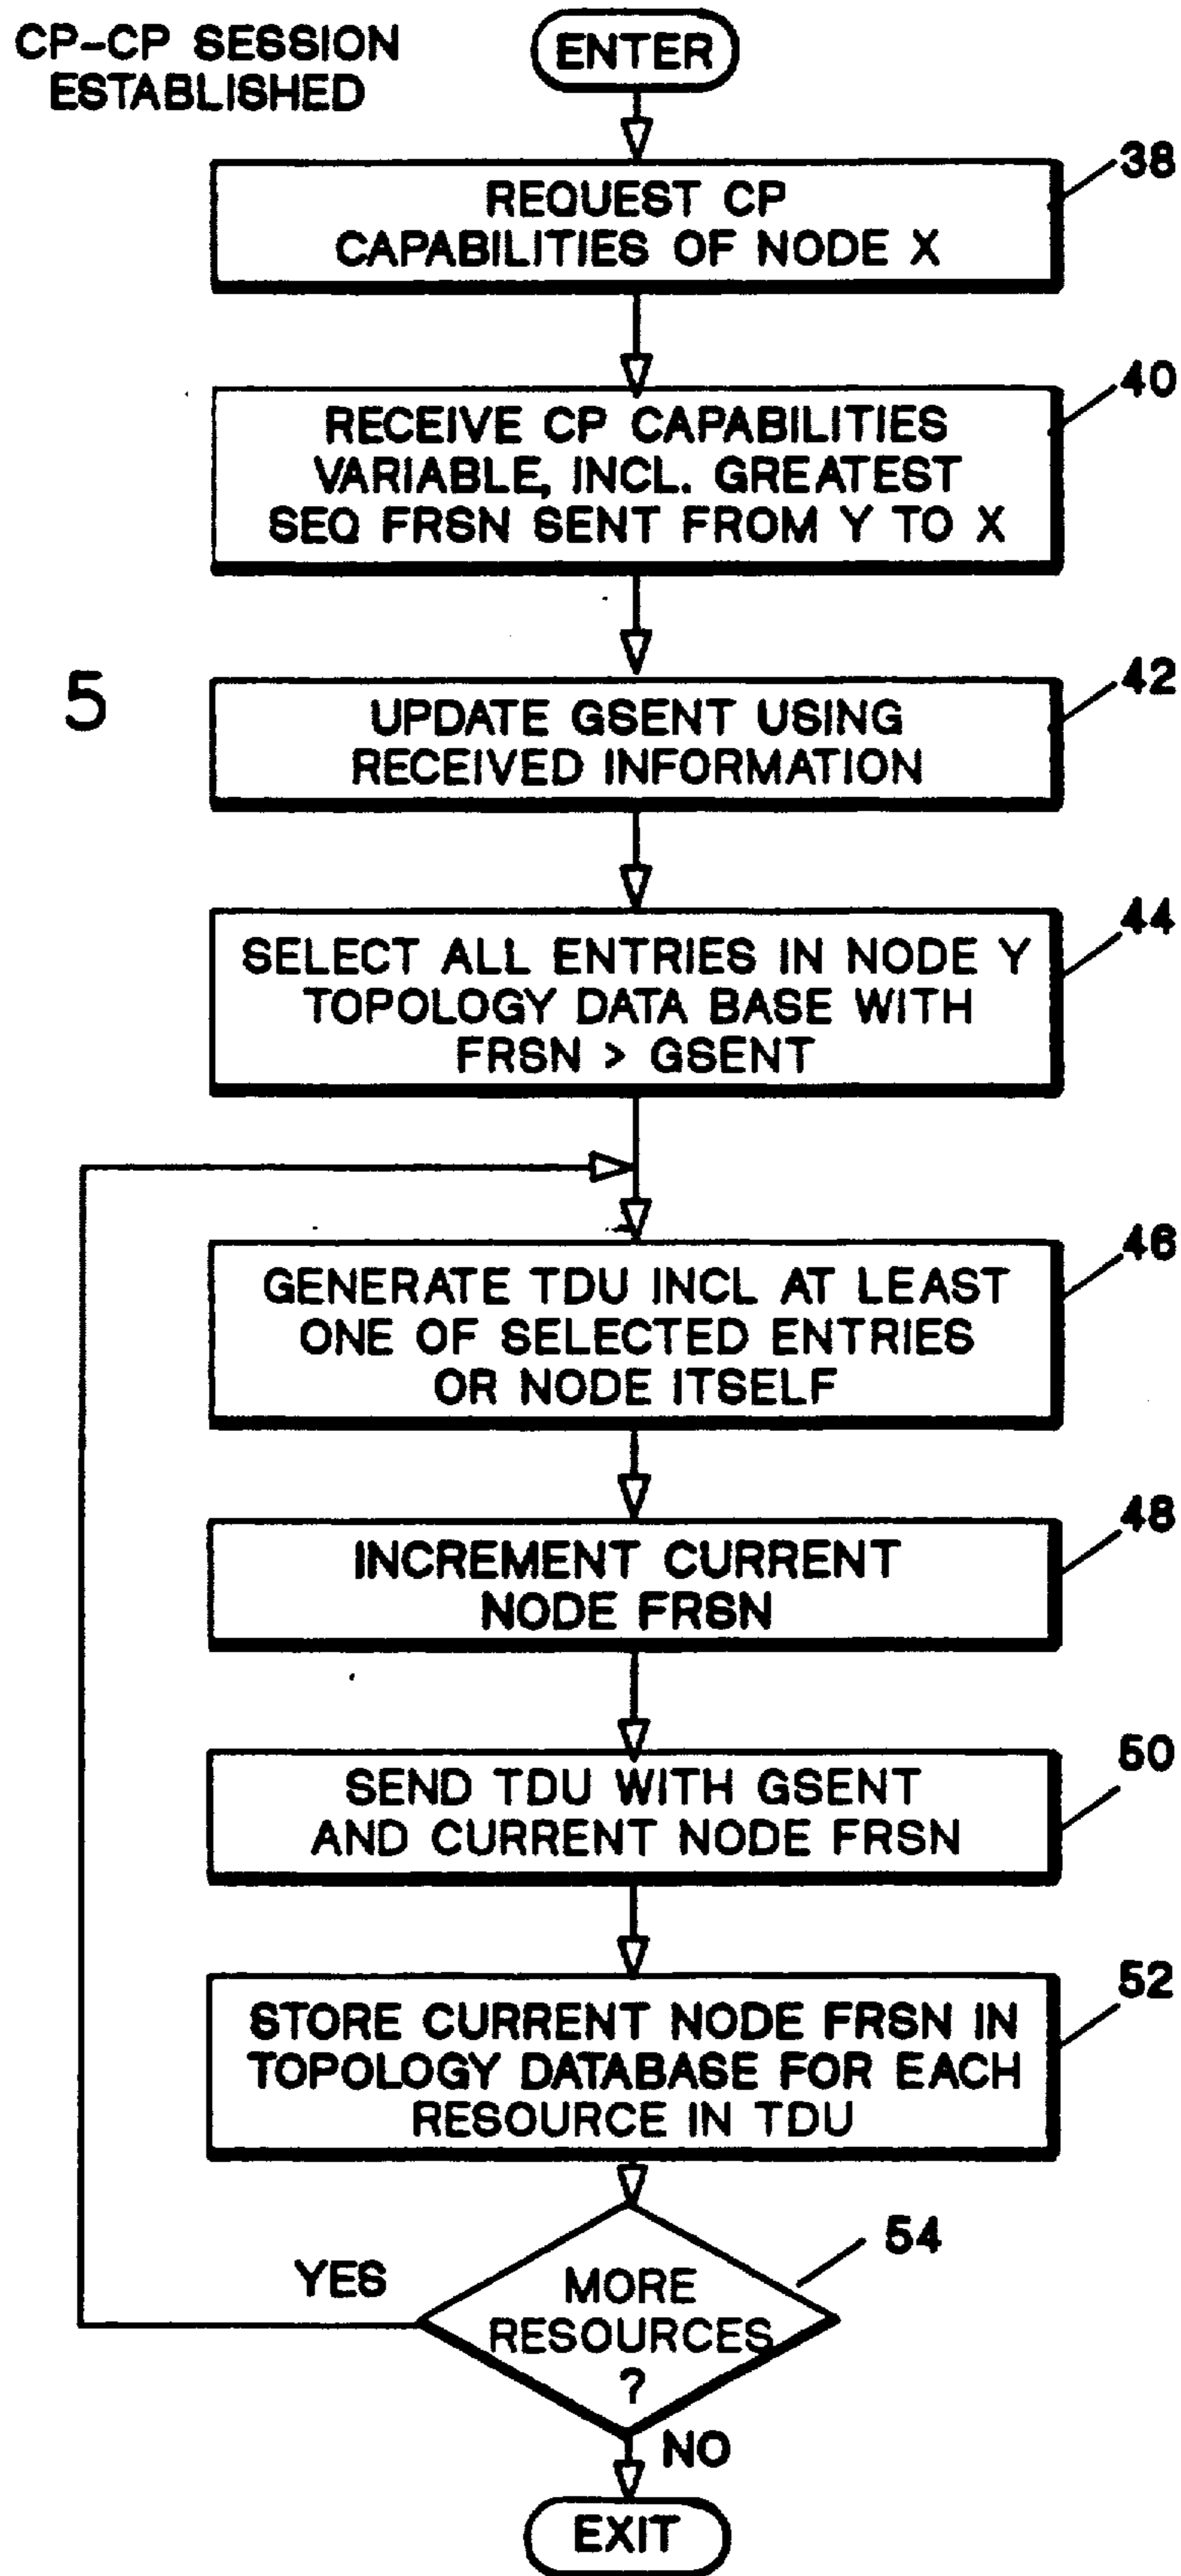 CP-CP SESSION
ESTABLISHED
ENTER
38
REQUEST CP
CAPABILITIES OF NODE X
40
RECEIVE CP CAPABILITIES
VARIABLE, INCL. GREATEST
SEQ FRSN SENT FROM Y TO X
5
42
UPDATE GSENT USING
RECEIVED INFORMATION
44
SELECT ALL ENTRIES IN NODE Y
TOPOLOGY DATA BASE WITH
FRSN > GSENT
46
GENERATE TDU INCL AT LEAST
ONE OF SELECTED ENTRIES
OR NODE ITSELF
48
INCREMENT CURRENT
NODE FRSN
50
SEND TDU WITH GSENT
AND CURRENT NODE FRSN
52
STORE CURRENT NODE FRSN IN
TOPOLOGY DATABASE FOR EACH
RESOURCE IN TDU
54
YES
MORE
RESOURCES
?
NO
EXIT